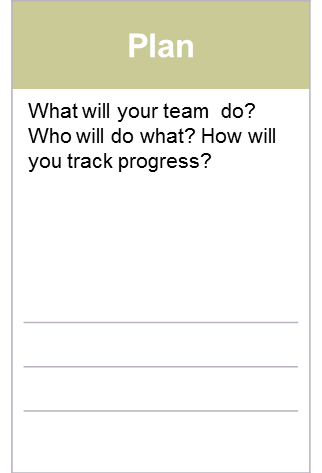 Plan
What will your team  do?
Who will do what? How will
you track progress?